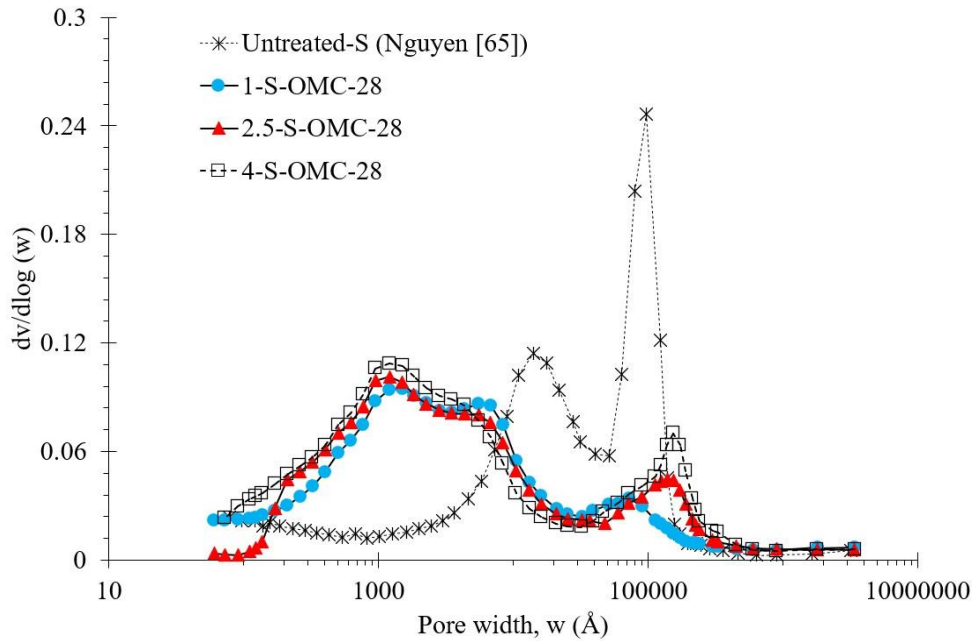 0.3
Untreated-S (Nguyen [65])
1-S-OMC-28
0.24
2.5-S-OMC-28
4-S-OMC-28
0.18
dv/dlog (w)
0.12
0.06
0
10
1000
100000
10000000
Pore width, w (Å)